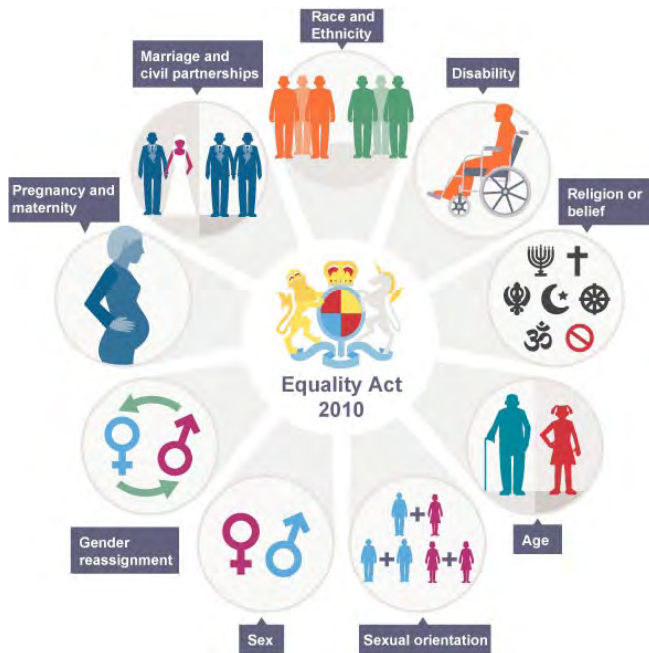 Race and
Ethnicity
Marriage and
civil partnerships
Disability
Pregnancy and
maternity
Religion or
belief
Equality Act
2010
Gender
reassignment
Age
Sex
Sexual orientation